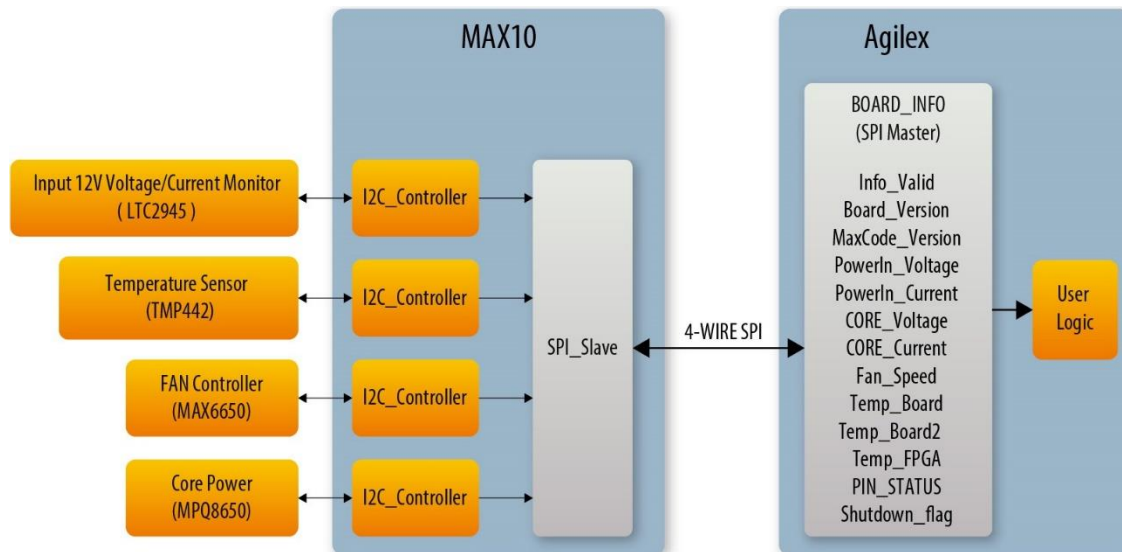 MAX10
Agilex
Input 12V Voltage/Current Monitor
( LTC2945 )
I2C_Controller
Temperature Sensor
(TMP442)
I2C_Controller
FAN Controller
(MAX6650)
I2C_Controller
Core Power
(MPQ8650)
I2C_Controller
SPI_Slave
4-WIRE SPI
BOARD_INFO
(SPI Master)
Info_Valid
Board_Version
MaxCode_Version
PowerIn_Voltage
PowerIn_Current
CORE_Voltage
CORE_Current
Fan_Speed
Temp_Board
Temp_Board2
Temp_FPGA
PIN_STATUS
Shutdown_flag
User
Logic